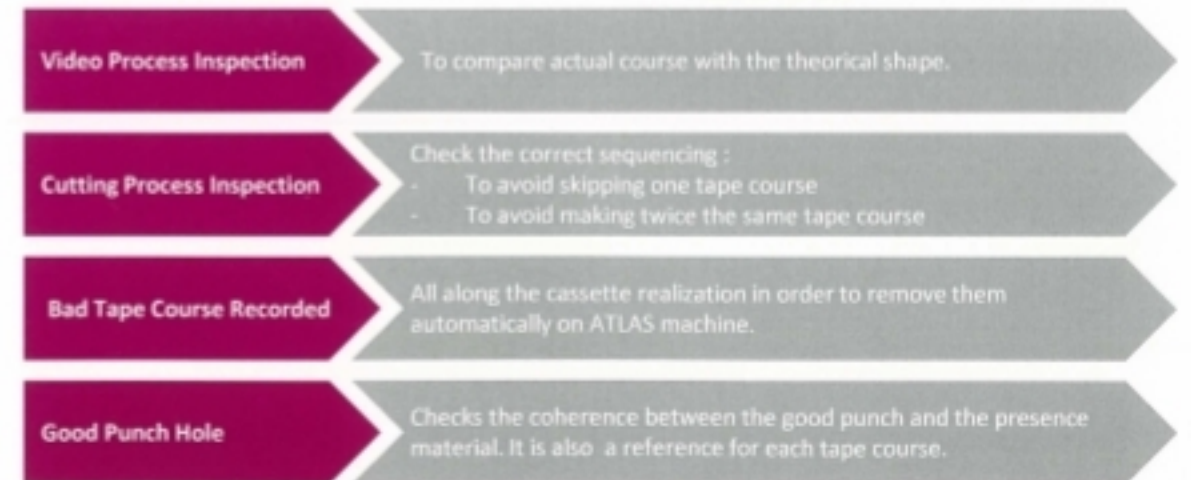 Video Process Inspection
To compare actual course with the theorical shape.
Cutting Process Inspection
Check the correct sequencing :
- To avoid skipping one tape course
- To avoid making twice the same tape course
Bad Tape Course Recorded
All along the cassette realization in order to remove them
automatically on ATLAS machine.
Good Punch Hole
Checks the coherence between the good punch and the presence
material. It is also a reference for each tape course.